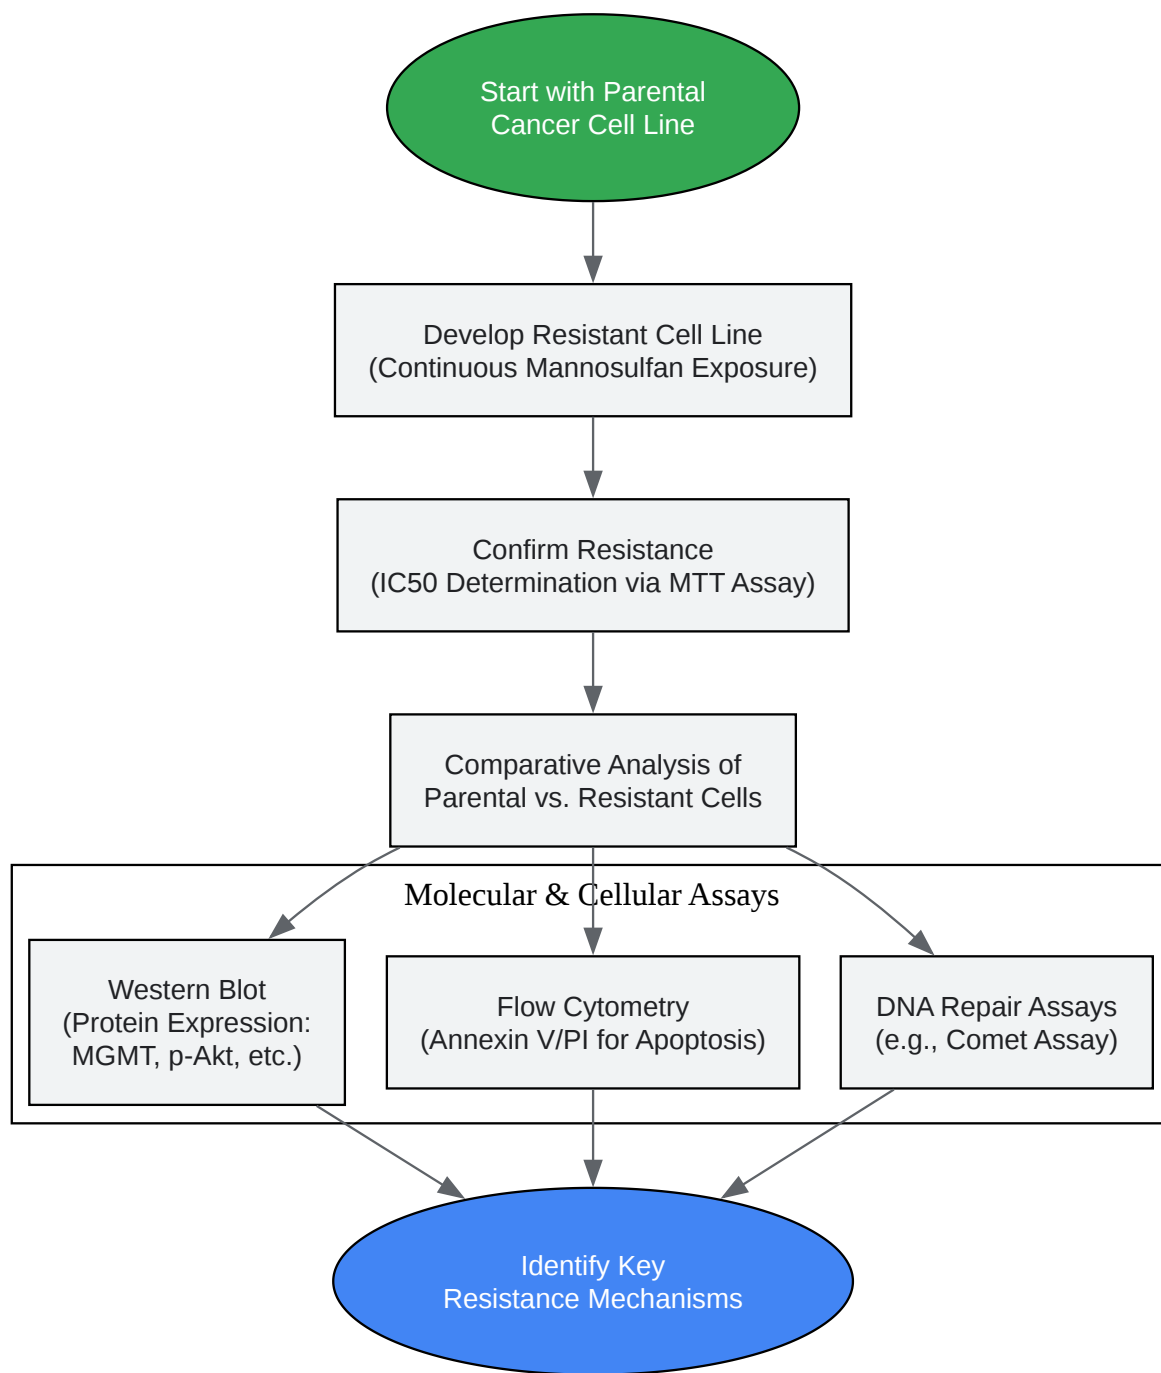 Start with Parental
Cancer Cell Line
Develop Resistant Cell Line
(Continuous Mannosulfan Exposure)
Confirm Resistance
(IC50 Determination via MTT Assay)
Comparative Analysis of
Parental vs. Resistant Cells
Molecular & Cellular Assays
Western Blot
(Protein Expression:
MGMT, p-Akt, etc.)
Flow Cytometry
(Annexin V/PI for Apoptosis)
DNA Repair Assays
(e.g., Comet Assay)
Identify Key
Resistance Mechanisms